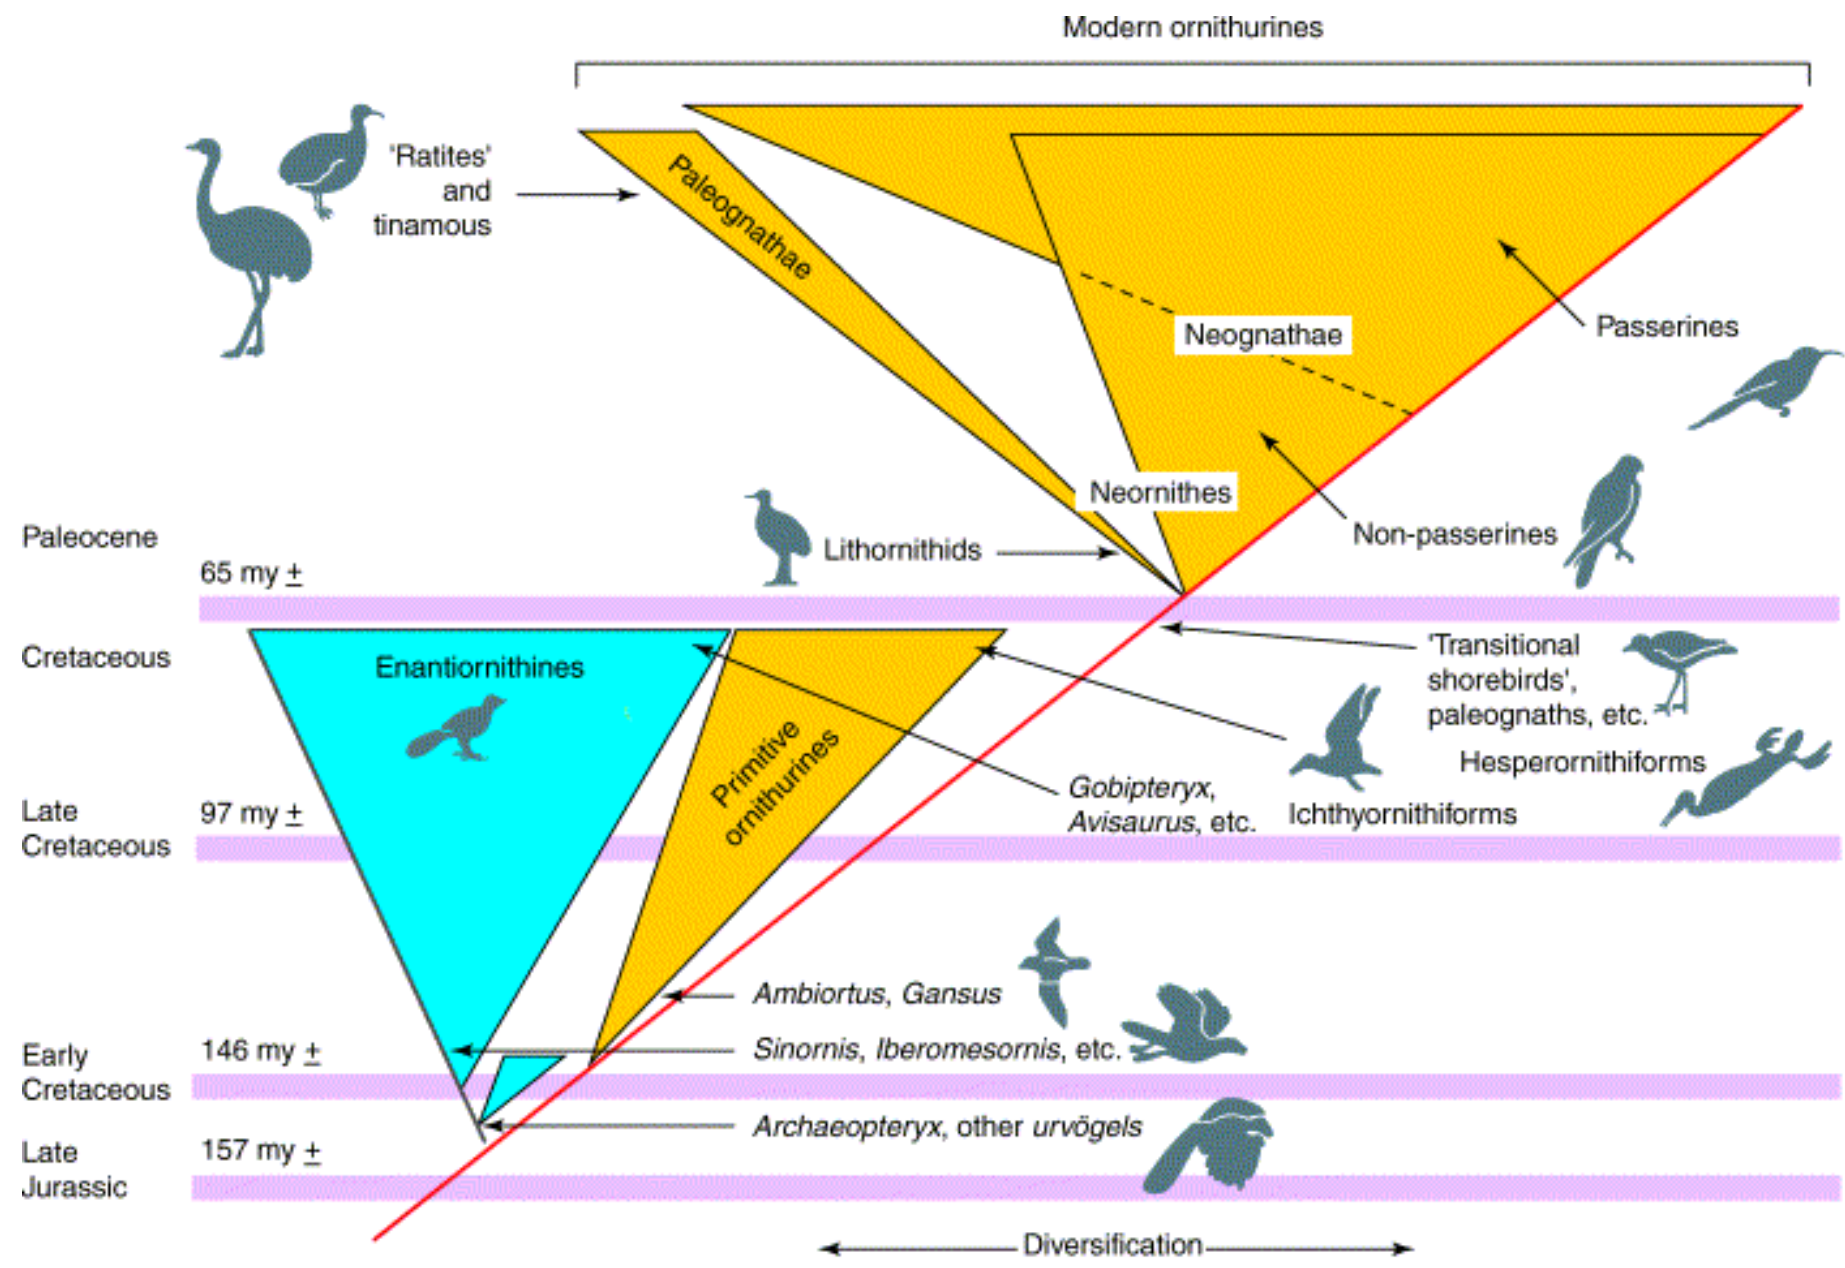 Modern ornithurines
'Ratites'
and
tinamous
Paleognathae
Passerines
Neognathae
Neornithes
Non-passerines
Lithornithids
Paleocene
65 my ±
Cretaceous
Enantiornithines
'Transitional
shorebirds',
paleognaths, etc.
Primitive
ornithurines
Hesperornithiforms
Gobipteryx,
Avisaurus, etc.
Ichthyornithiforms
Late
Cretaceous
97 my ±
Ambiortus, Gansus
Early
Cretaceous
146 my ±
Sinornis, Iberomesornis, etc.
Archaeopteryx, other urvögels
Late
Jurassic
157 my ±
Diversification